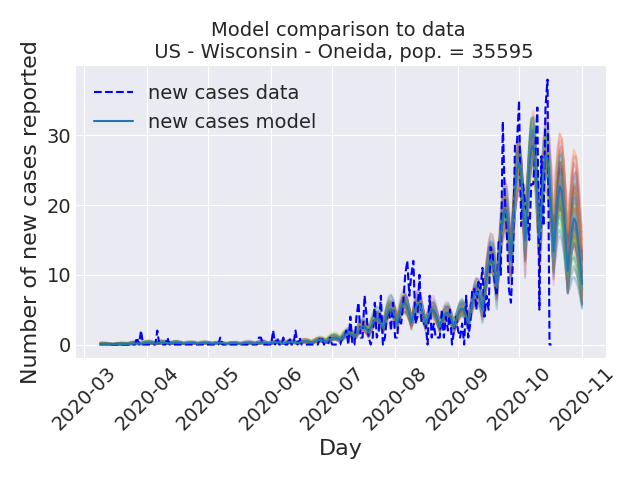 Model comparison to data
US - Wisconsin - Oneida, pop. = 35595
new cases data
new cases model
Number of new cases reported
30
20
10
0
2020-03
2020-04
2020-05
2020-06
2020-07
2020-08
2020-09
2020-10
2020-11
Day